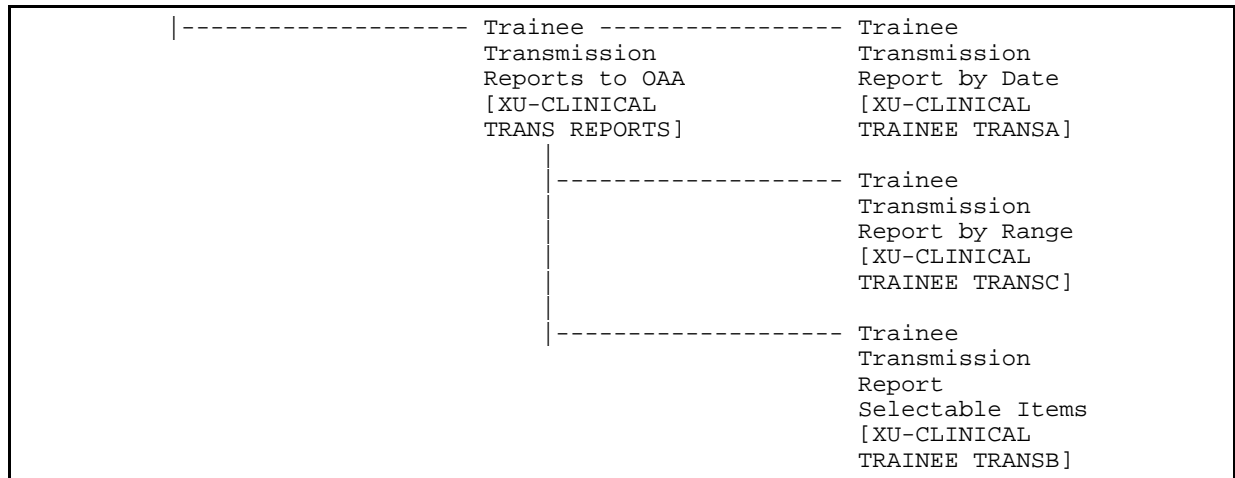 |-------------------- Trainee ----------------- Trainee
Transmission Transmission
Reports to OAA Report by Date
[XU-CLINICAL [XU-CLINICAL
TRANS REPORTS] TRAINEE TRANSA]
|
|-------------------- Trainee
| Transmission
| Report by Range
| [XU-CLINICAL
| TRAINEE TRANSC]
|
|-------------------- Trainee
Transmission
Report
Selectable Items
[XU-CLINICAL
TRAINEE TRANSB]